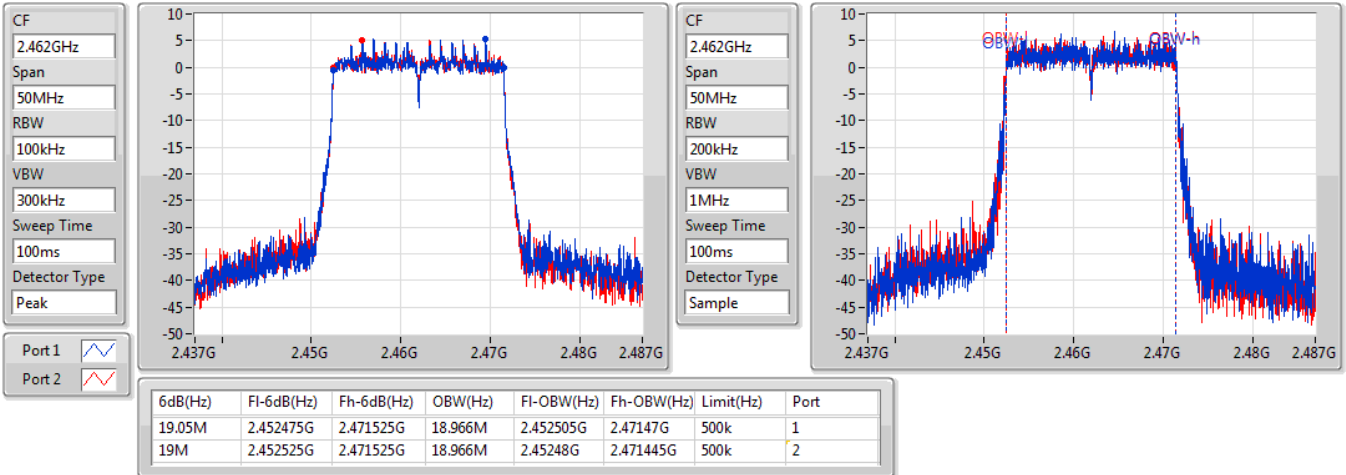 CF
2.462GHz
Span
50MHz
RBW
100kHz
VBW
300kHz
Sweep Time
100ms
Detector Type
Peak
10
5
0
-5
-10
-15
-20
-25
-30
-35
-40
-45
-50
2.437G 2.45G 2.46G 2.47G 2.48G 2.487G
CF
2.462GHz
Span
50MHz
RBW
200kHz
VBW
1MHz
Sweep Time
100ms
Detector Type
Sample
10
5
0
-5
-10
-15
-20
-25
-30
-35
-40
-45
-50
OBW-h
2.437G 2.45G 2.46G 2.47G 2.48G 2.487G
Port 1
Port 2
6dB(Hz) Fl-6dB(Hz) Fh-6dB(Hz) OBW(Hz) Fl-OBW(Hz) Fh-OBW(Hz) Limit(Hz) Port
19.05M 2.452475G 2.471525G 18.966M 2.452505G 2.47147G 500k 1
19M 2.452525G 2.471525G 18.966M 2.45248G 2.471445G 500k 2